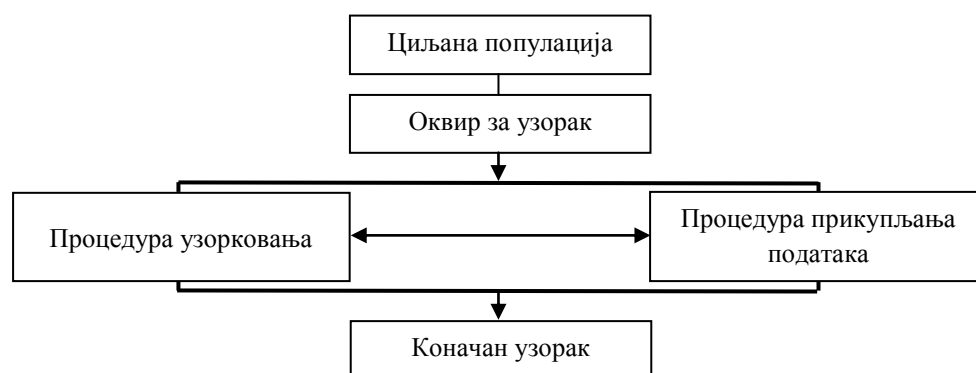 Циљана популација
Оквир за узорак
Процедура узорковања
Процедура прикупљања
података
Коначан узорак